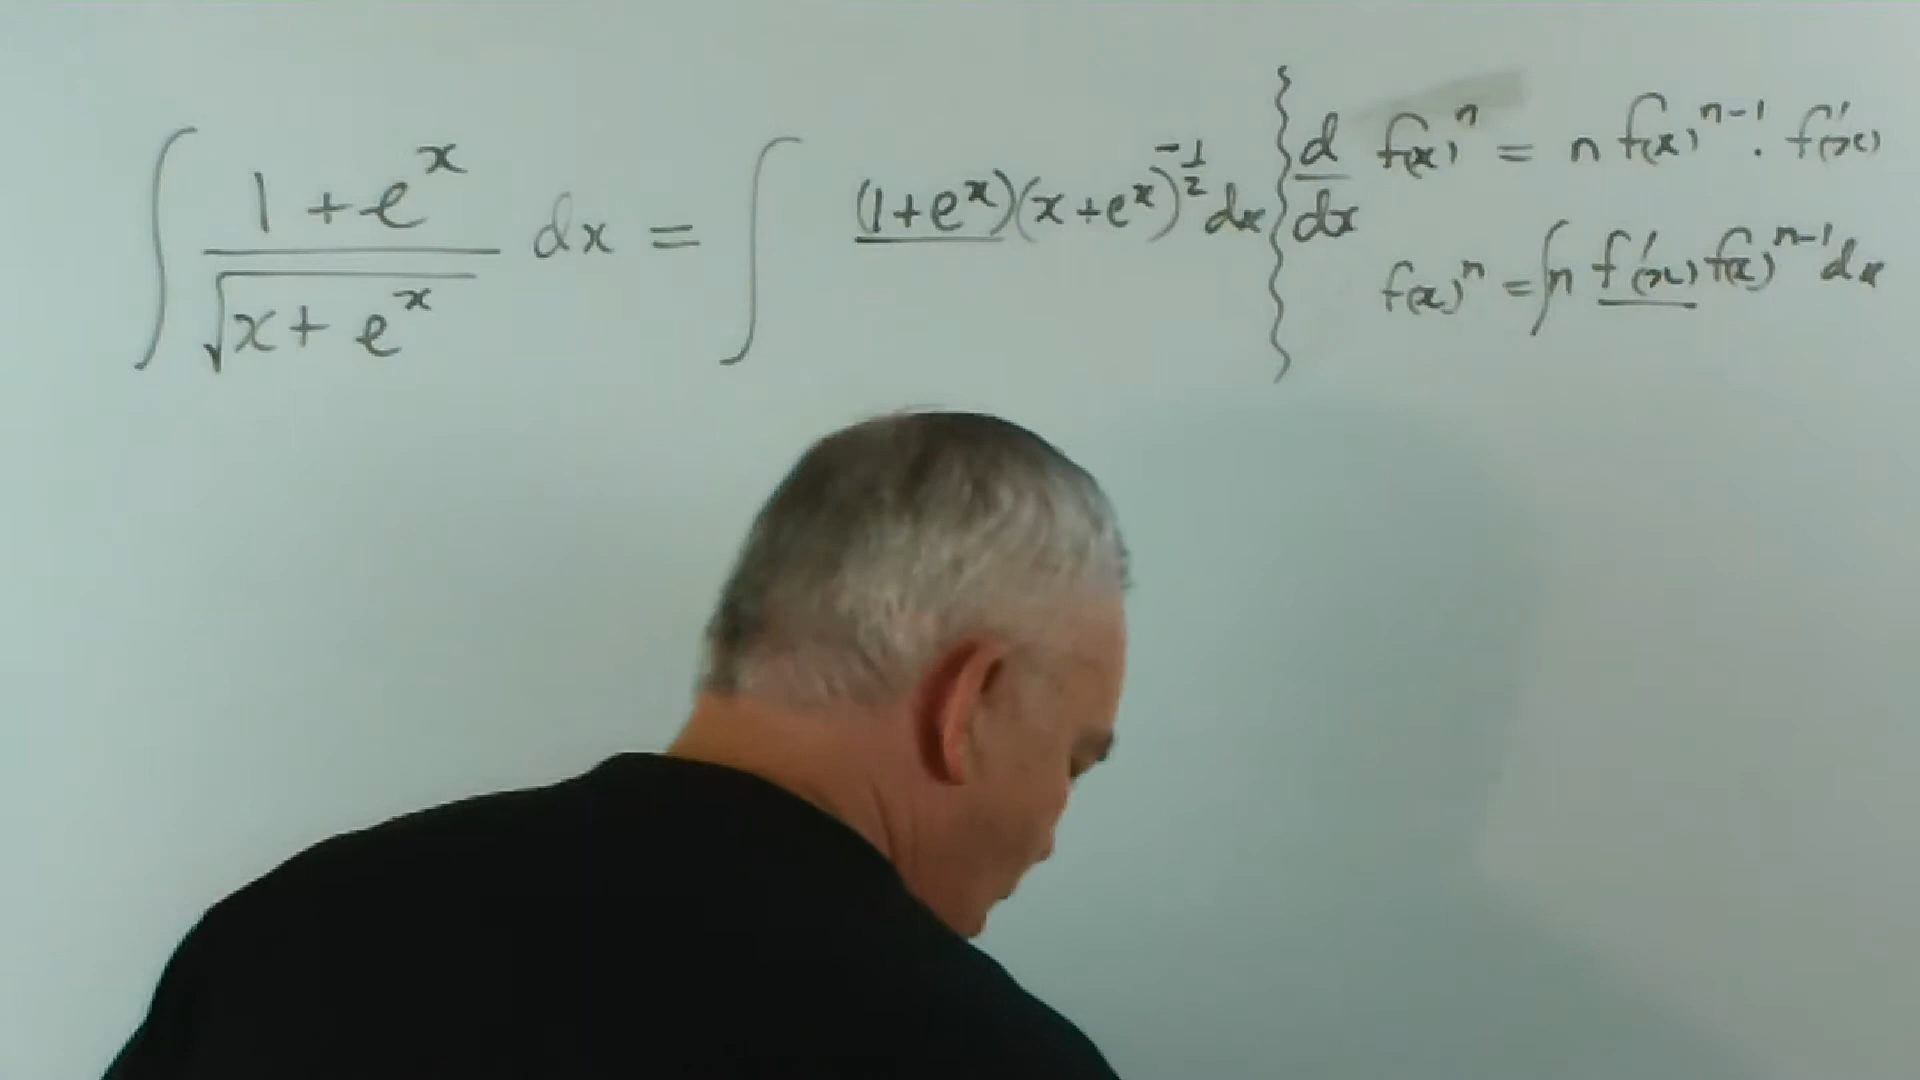 ∫ (1 + e^x) / √(x + e^x) dx = ∫ (1+e^x)(x+e^x)^(-1/2) dx
d/dx f(x)^n = n f(x)^(n-1) . f'(x)
f(x)^n = ∫ n f'(x) f(x)^(n-1) dx